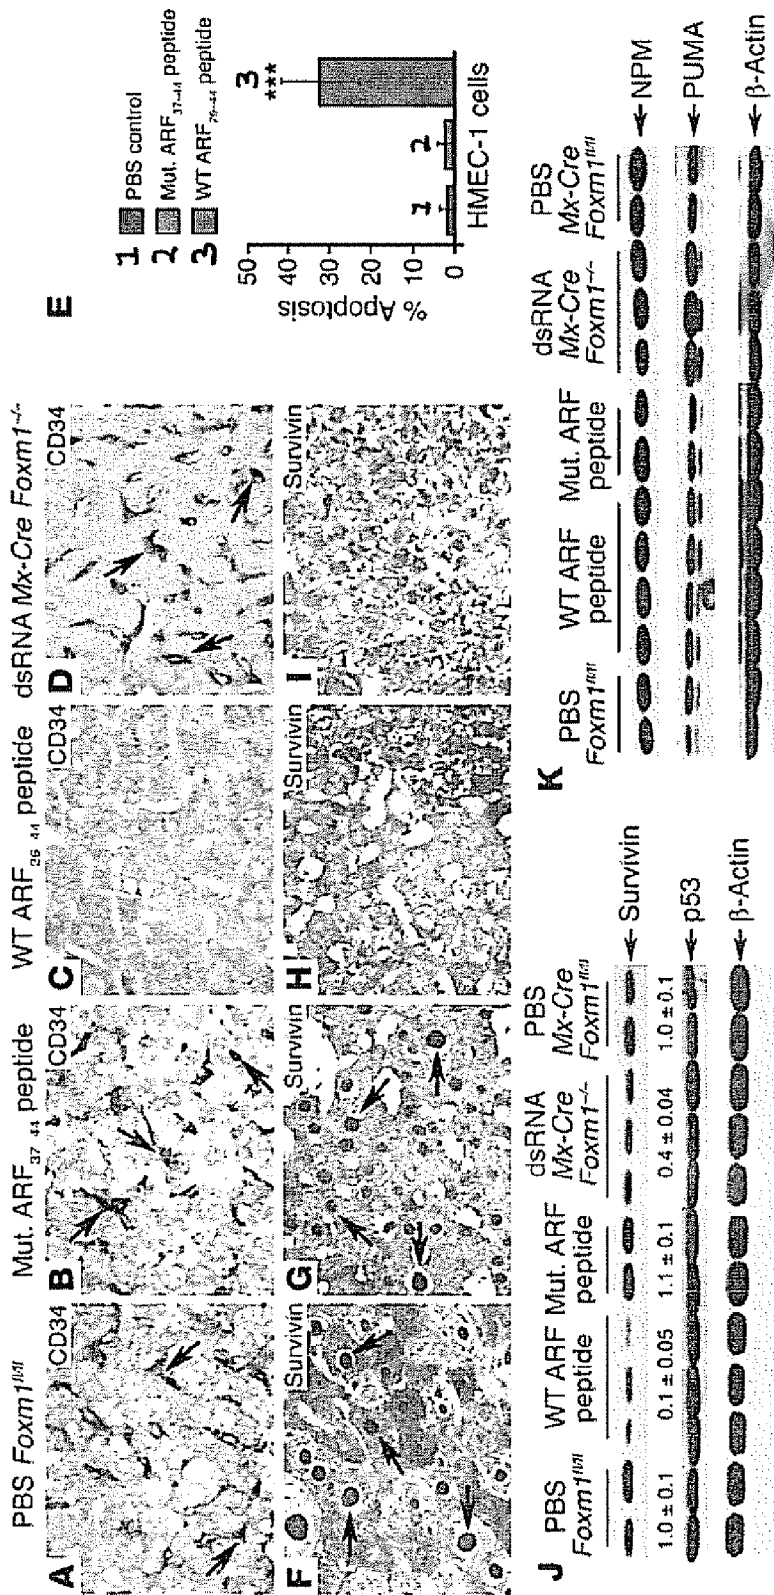 PBS Foxm1fl/fl
Mut. ARF37-44 peptide
WT ARF26-44 peptide
dsRNA Mx-Cre Foxm1-/-
A
CD34
B
CD34
C
CD34
D
CD34
F
Survivin
G
Survivin
H
Survivin
I
Survivin
E
1 PBS control
2 Mut. ARF37-44 peptide
3 WT ARF26-44 peptide
% Apoptosis
50
40
30
20
10
0
1
2
3
***
HMEC-1 cells
J
PBS
Foxm1fl/fl
WT ARF
peptide
Mut. ARF
peptide
dsRNA
Mx-Cre
Foxm1-/-
PBS
Mx-Cre
Foxm1fl/fl
Survivin
1.0 ± 0.1
0.1 ± 0.05
1.1 ± 0.1
0.4 ± 0.04
1.0 ± 0.1
p53
β-Actin
K
PBS
Foxm1fl/fl
WT ARF
peptide
Mut. ARF
peptide
dsRNA
Mx-Cre
Foxm1-/-
PBS
Mx-Cre
Foxm1fl/fl
NPM
PUMA
β-Actin